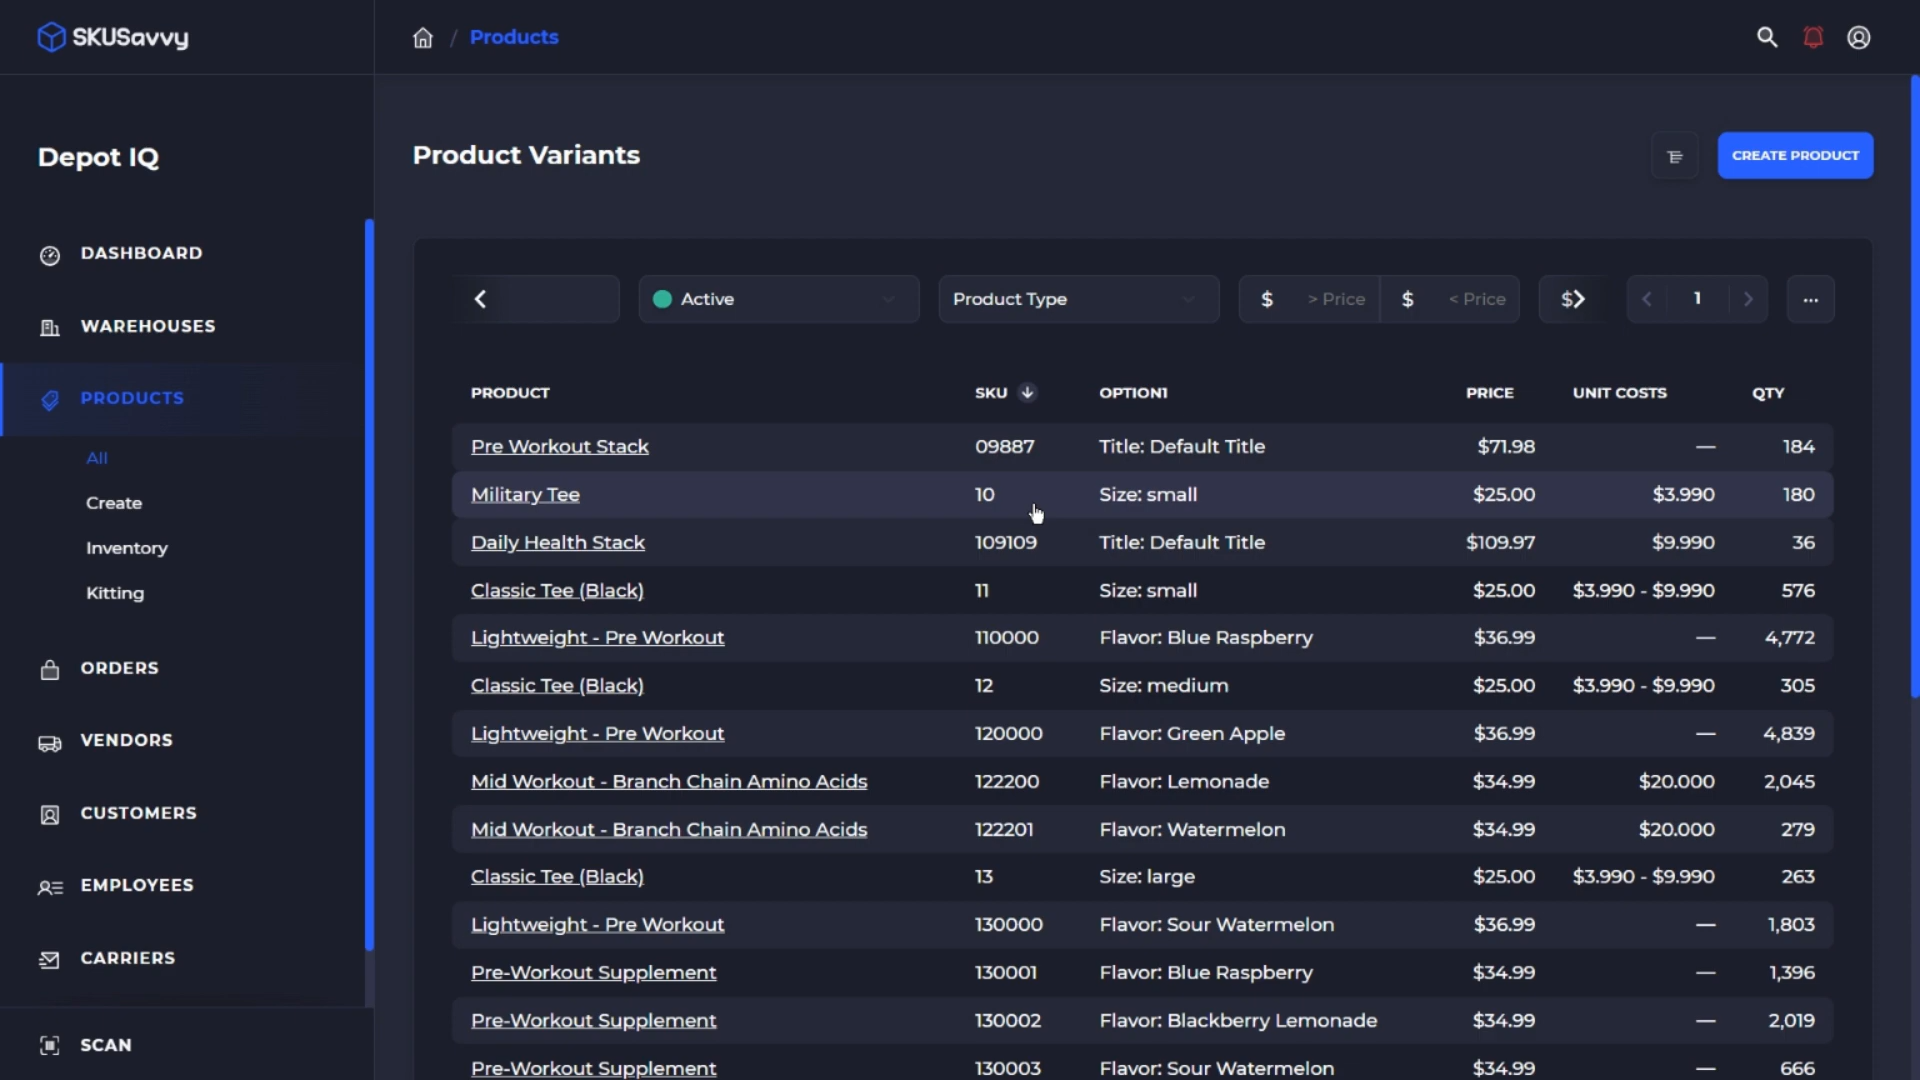 SKUSavvy
/ Products
Depot IQ
DASHBOARD
WAREHOUSES
PRODUCTS
All
Create
Inventory
Kitting
ORDERS
VENDORS
CUSTOMERS
EMPLOYEES
CARRIERS
SCAN
Product Variants
CREATE PRODUCT
Active Product Type $ > Price $ < Price $ 1 ...
PRODUCT SKU OPTION1 PRICE UNIT COSTS QTY
Pre Workout Stack 09887 Title: Default Title $71.98 — 184
Military Tee 10 Size: small $25.00 $3.990 180
Daily Health Stack 109109 Title: Default Title $109.97 $9.990 36
Classic Tee (Black) 11 Size: small $25.00 $3.990 - $9.990 576
Lightweight - Pre Workout 110000 Flavor: Blue Raspberry $36.99 — 4,772
Classic Tee (Black) 12 Size: medium $25.00 $3.990 - $9.990 305
Lightweight - Pre Workout 120000 Flavor: Green Apple $36.99 — 4,839
Mid Workout - Branch Chain Amino Acids 122200 Flavor: Lemonade $34.99 $20.000 2,045
Mid Workout - Branch Chain Amino Acids 122201 Flavor: Watermelon $34.99 $20.000 279
Classic Tee (Black) 13 Size: large $25.00 $3.990 - $9.990 263
Lightweight - Pre Workout 130000 Flavor: Sour Watermelon $36.99 — 1,803
Pre-Workout Supplement 130001 Flavor: Blue Raspberry $34.99 — 1,396
Pre-Workout Supplement 130002 Flavor: Blackberry Lemonade $34.99 — 2,019
Pre-Workout Supplement 130003 Flavor: Sour Watermelon $34.99 — 666